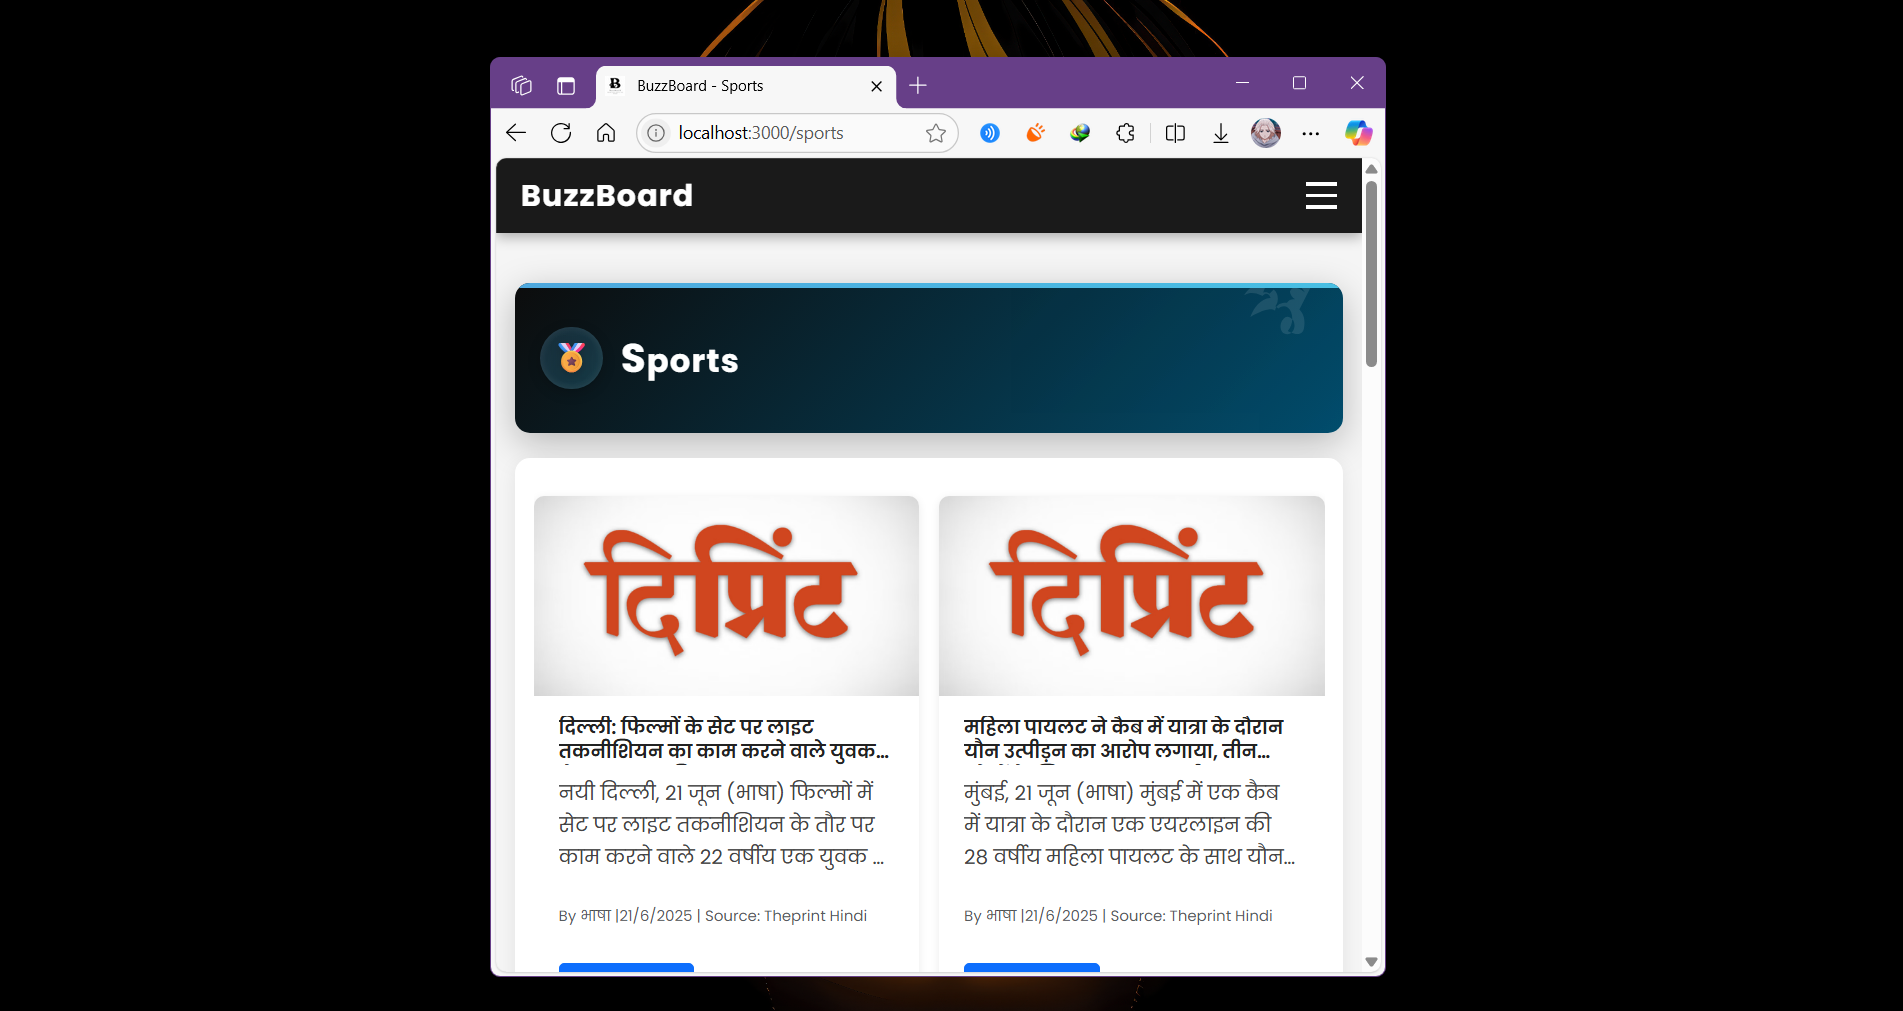 BuzzBoard - Sports
localhost:3000/sports
BuzzBoard
Sports
दिप्रिंट
दिप्रिंट
दिल्ली: फिल्मों के सेट पर लाइट
तकनीशियन का काम करने वाले युवक...
नयी दिल्ली, 21 जून (भाषा) फिल्मों में
सेट पर लाइट तकनीशियन के तौर पर
काम करने वाले 22 वर्षीय एक युवक ...
By भाषा |21/6/2025 | Source: Theprint Hindi
महिला पायलट ने कैब में यात्रा के दौरान
यौन उत्पीड़न का आरोप लगाया, तीन...
मुंबई, 21 जून (भाषा) मुंबई में एक कैब
में यात्रा के दौरान एक एयरलाइन की
28 वर्षीय महिला पायलट के साथ यौन...
By भाषा |21/6/2025 | Source: Theprint Hindi